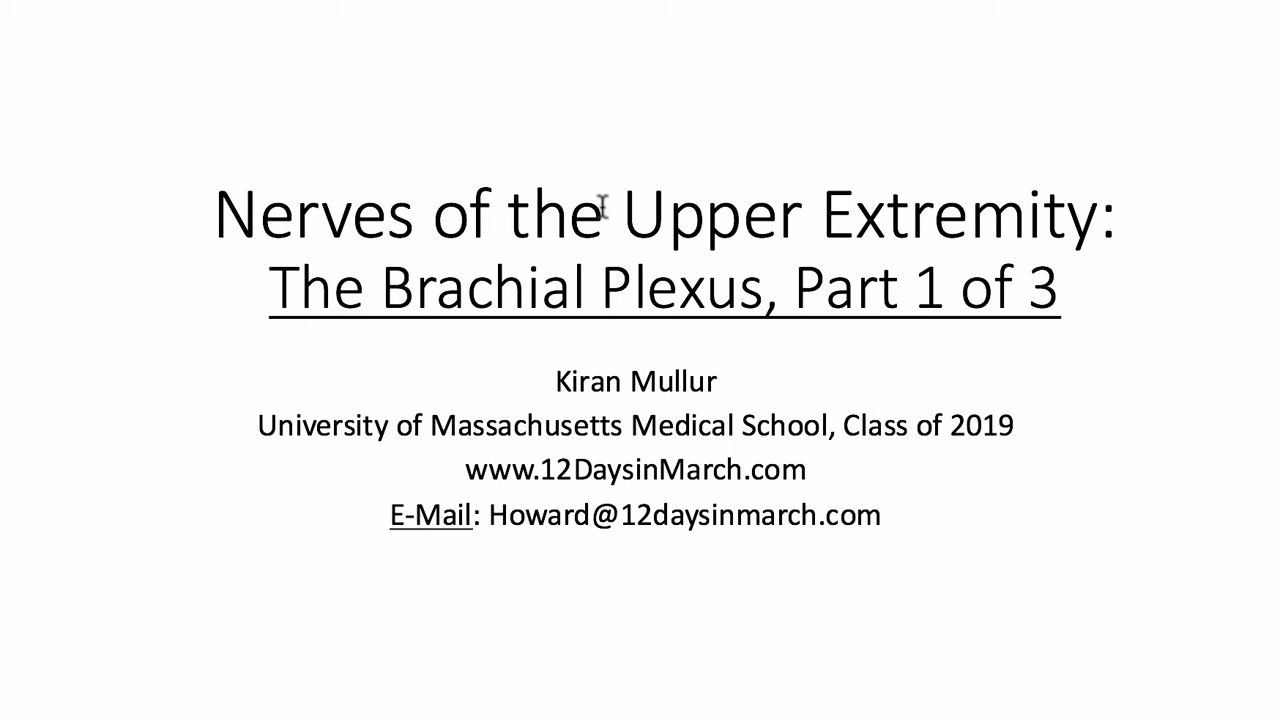 Nerves of the Upper Extremity:
The Brachial Plexus, Part 1 of 3
Kiran Mullur
University of Massachusetts Medical School, Class of 2019
www.12DaysinMarch.com
E-Mail: Howard@12daysinmarch.com